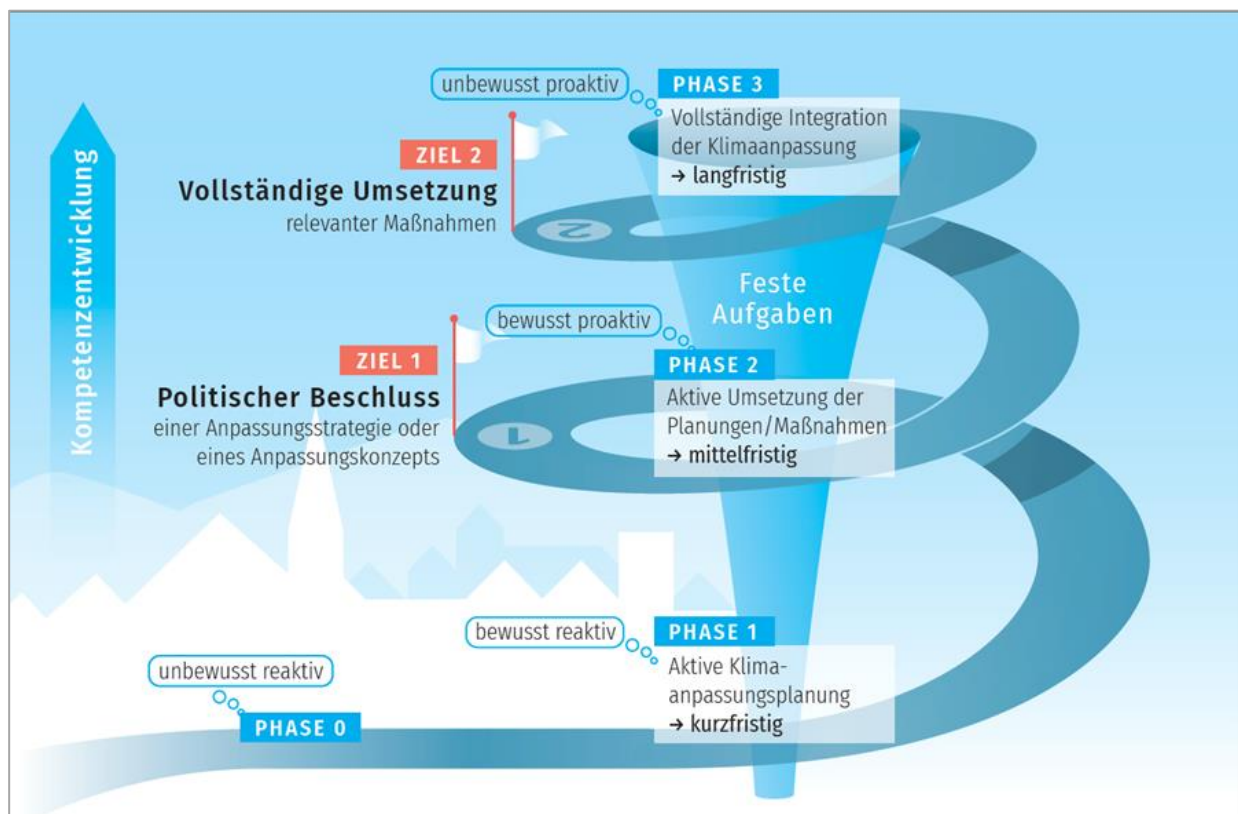 unbewusst proaktiv
PHASE 3
Vollständige Integration
der Klimaanpassung
→ langfristig
ZIEL 2
Vollständige Umsetzung
relevanter Maßnahmen
2
Kompetenzentwicklung
Feste
Aufgaben
bewusst proaktiv
PHASE 2
Aktive Umsetzung der
Planungen/Maßnahmen
→ mittelfristig
ZIEL 1
Politischer Beschluss
einer Anpassungsstrategie oder
eines Anpassungskonzepts
1
bewusst reaktiv
PHASE 1
Aktive Klima-
anpassungsplanung
→ kurzfristig
unbewusst reaktiv
PHASE 0